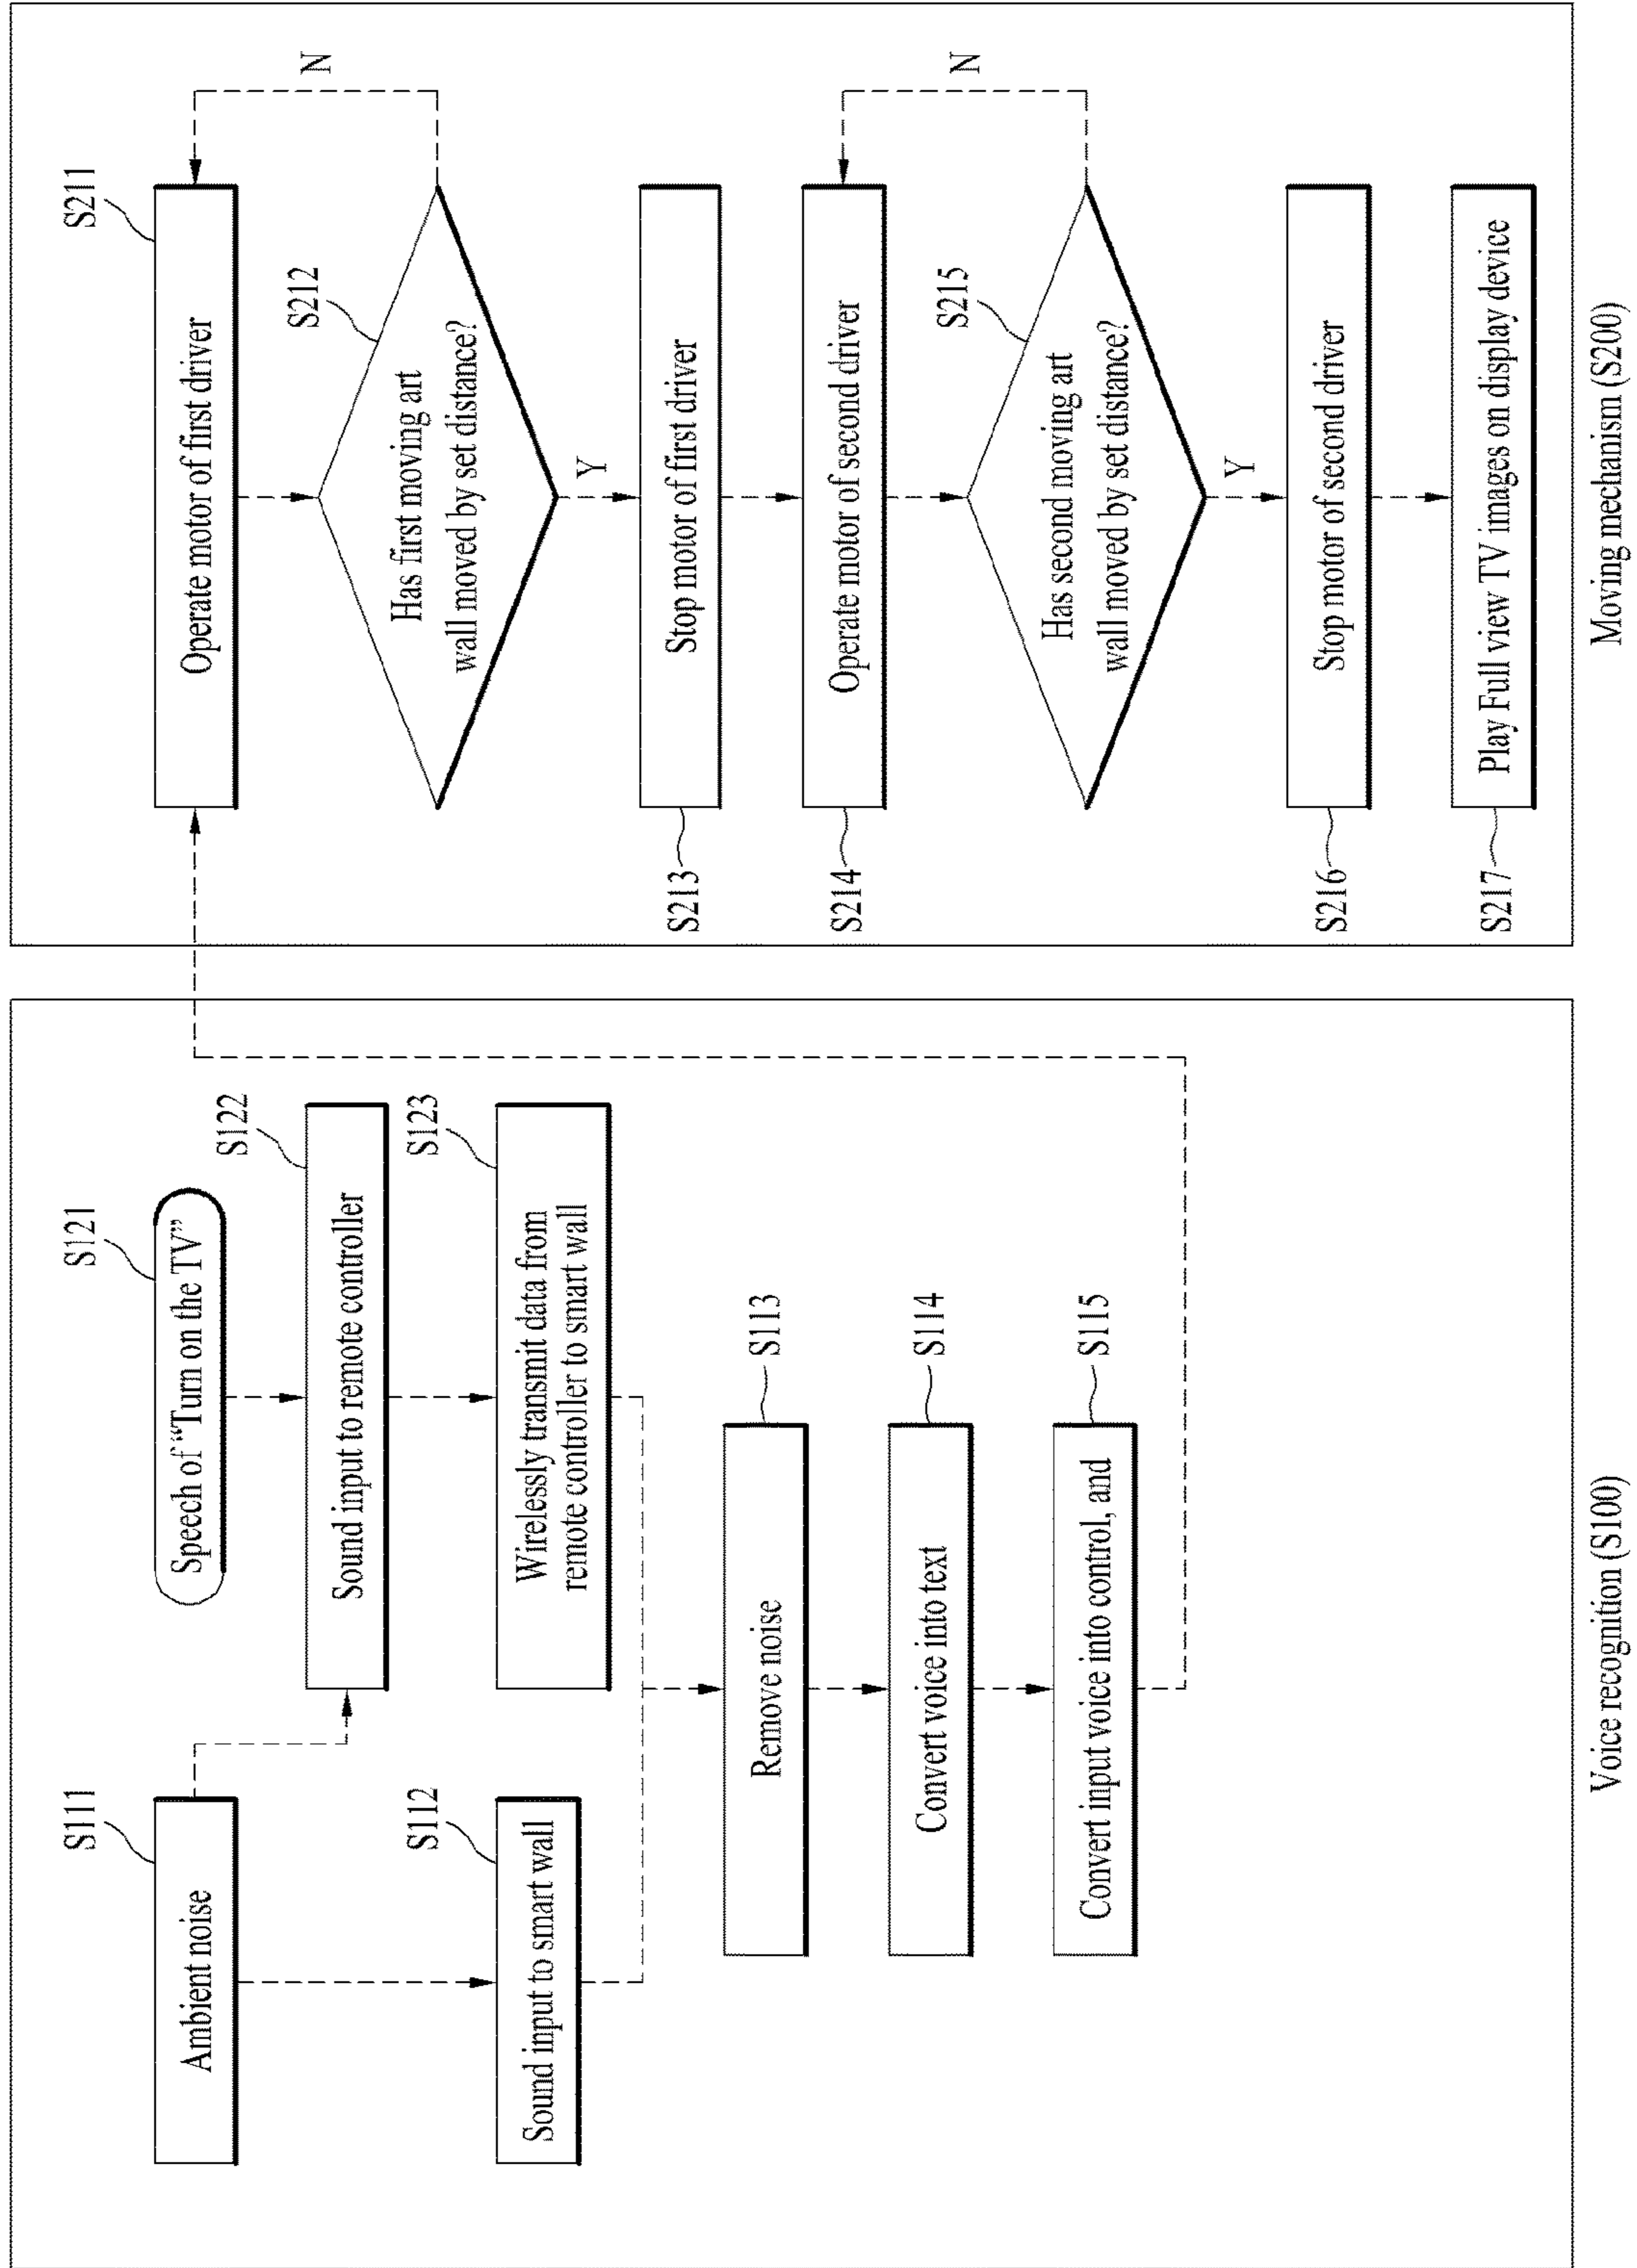 S111
Ambient noise
S112
Sound input to smart wall
S121
Speech of “Turn on the TV”
S122
Sound input to remote controller
S123
Wirelessly transmit data from
remote controller to smart wall
Remove noise
S113
Convert voice into text
S114
Convert input voice into control, and
S115
Voice recognition (S100)
S211
Operate motor of first driver
N
S212
Has first moving art
wall moved by set distance?
Y
S213
Stop motor of first driver
S214
Operate motor of second driver
N
S215
Has second moving art
wall moved by set distance?
Y
S216
Stop motor of second driver
S217
Play Full view TV images on display device
Moving mechanism (S200)